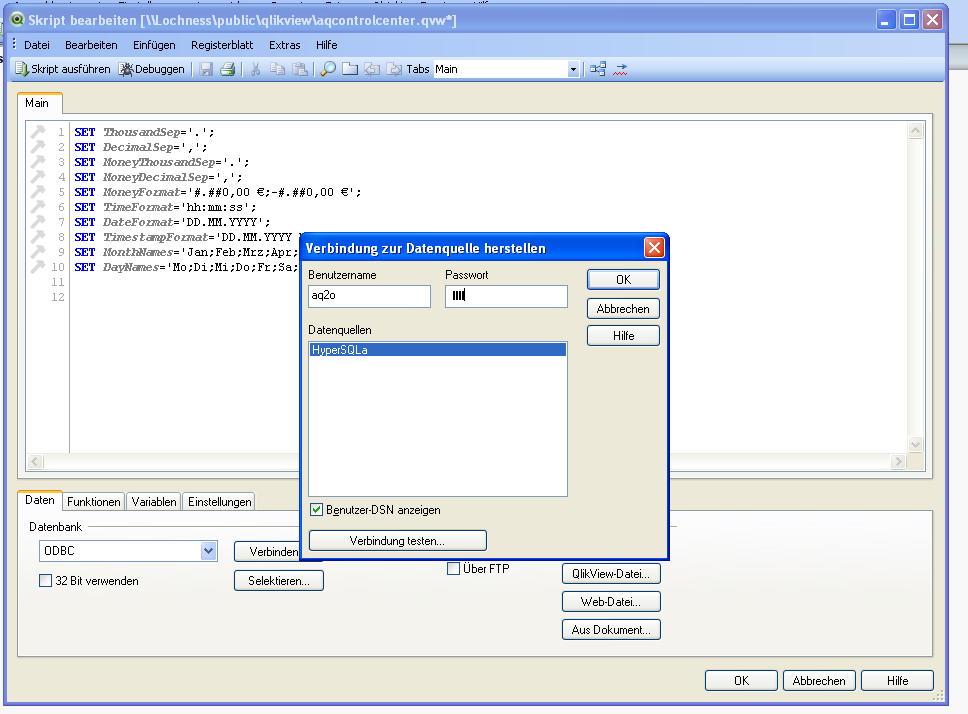 Skript bearbeiten [\\Lochness\public\qlikview\aqcontrolcenter.qvw*]
Datei Bearbeiten Einfügen Registerblatt Extras Hilfe
Skript ausführen Debuggen Tabs Main
Main
1 SET ThousandSep='.';
2 SET DecimalSep=',';
3 SET MoneyThousandSep='.';
4 SET MoneyDecimalSep=',';
5 SET MoneyFormat='#.##0,00 €;-#.##0,00 €';
6 SET TimeFormat='hh:mm:ss';
7 SET DateFormat='DD.MM.YYYY';
8 SET TimestampFormat='DD.MM.YYYY
9 SET MonthNames='Jan;Feb;Mrz;Apr;
10 SET DayNames='Mo;Di;Mi;Do;Fr;Sa;
11
12
Verbindung zur Datenquelle herstellen
Benutzername Passwort
aq2o
OK
Abbrechen
Hilfe
Datenquellen
HyperSQLa
Benutzer-DSN anzeigen
Verbindung testen...
Daten Funktionen Variablen Einstellungen
Datenbank
ODBC
Verbinden
32 Bit verwenden
Selektieren...
Über FTP
QlikView-Datei...
Web-Datei...
Aus Dokument...
OK Abbrechen Hilfe